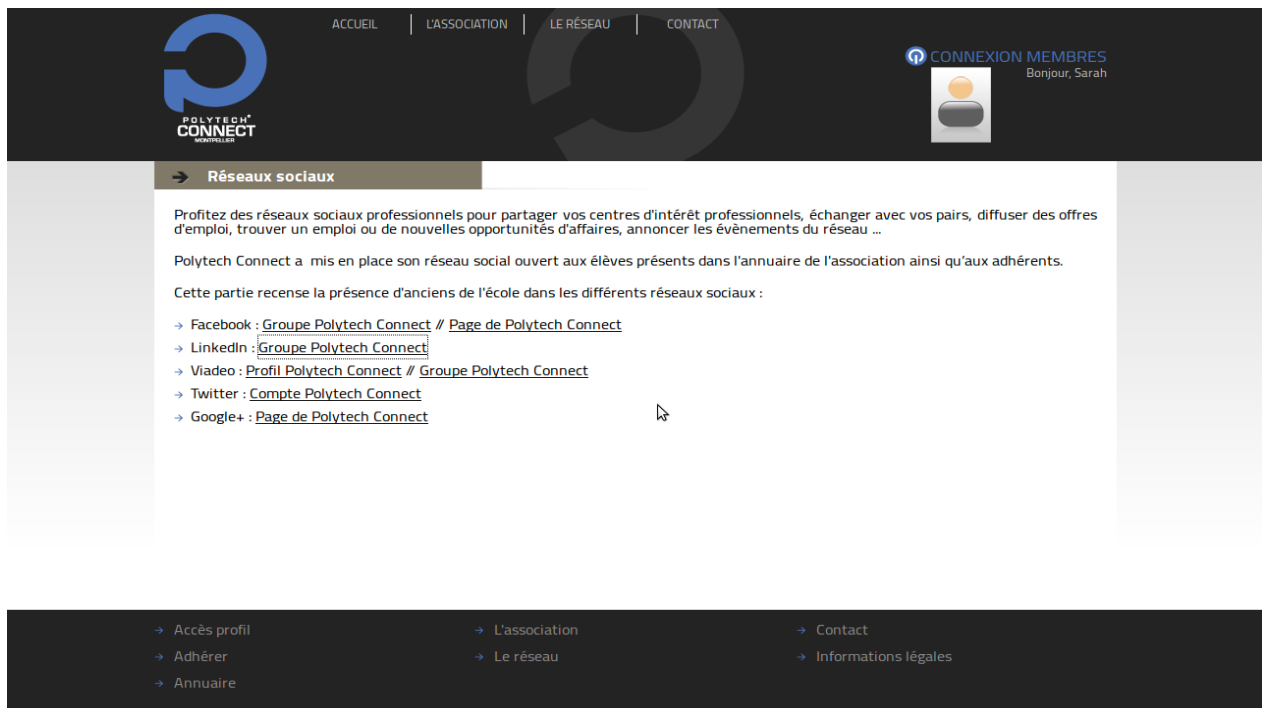 ACCUEIL L'ASSOCIATION LE RÉSEAU CONTACT
CONNEXION MEMBRES
Bonjour, Sarah
POLYTECH
CONNECT
MONTPELLIER
Réseaux sociaux
Profitez des réseaux sociaux professionnels pour partager vos centres d'intérêt professionnels, échanger avec vos pairs, diffuser des offres
d'emploi, trouver un emploi ou de nouvelles opportunités d'affaires, annoncer les évènements du réseau ...
Polytech Connect a mis en place son réseau social ouvert aux élèves présents dans l'annuaire de l'association ainsi qu'aux adhérents.
Cette partie recense la présence d'anciens de l'école dans les différents réseaux sociaux :
Facebook : Groupe Polytech Connect // Page de Polytech Connect
LinkedIn : Groupe Polytech Connect
Viadeo : Profil Polytech Connect // Groupe Polytech Connect
Twitter : Compte Polytech Connect
Google+ : Page de Polytech Connect
Accès profil L'association Contact
Adhérer Le réseau Informations légales
Annuaire